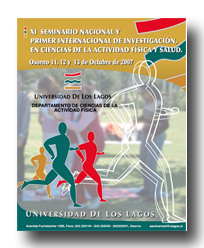 XI SEMINARIO NACIONAL Y
PRIMER INTERNACIONAL DE INVESTIGACIÓN,
EN CIENCIAS DE LA ACTIVIDAD FÍSICA Y SALUD.
Osorno 11, 12 y 13 de Octubre de 2007
UNIVERSIDAD DE LOS LAGOS
DEPARTAMENTO DE CIENCIAS DE LA
ACTIVIDAD FÍSICA
UNIVERSIDAD DE LOS LAGOS